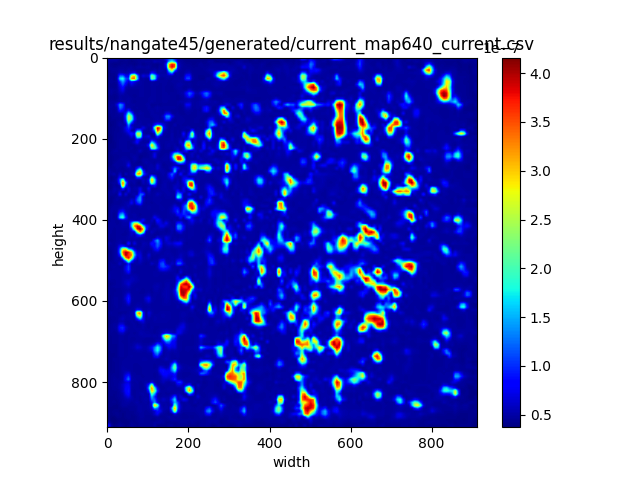 results/nangate45/generated/current_map640_current.csv
1e−7
0
200
400
600
800
height
0 200 400 600 800
width
4.0
3.5
3.0
2.5
2.0
1.5
1.0
0.5